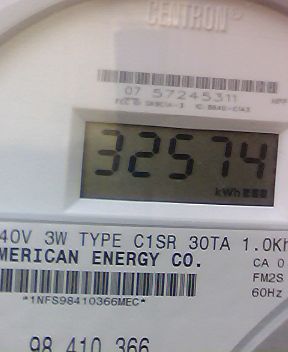 CENTRON®
07 57245311
32574
kWh
40V 3W TYPE C1SR 30TA 1.0Kh
MERICAN ENERGY CO.
CA 0
FM2S
60Hz
*1NFS98410366MEC*
98 410 366